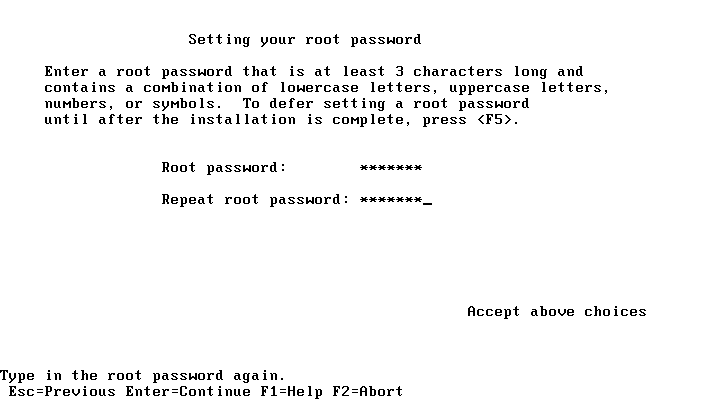 Setting your root password
Enter a root password that is at least 3 characters long and
contains a combination of lowercase letters, uppercase letters,
numbers, or symbols.  To defer setting a root password
until after the installation is complete, press <F5>.
Root password: *******
Repeat root password: *******_
Accept above choices
Type in the root password again.
Esc=Previous Enter=Continue F1=Help F2=Abort